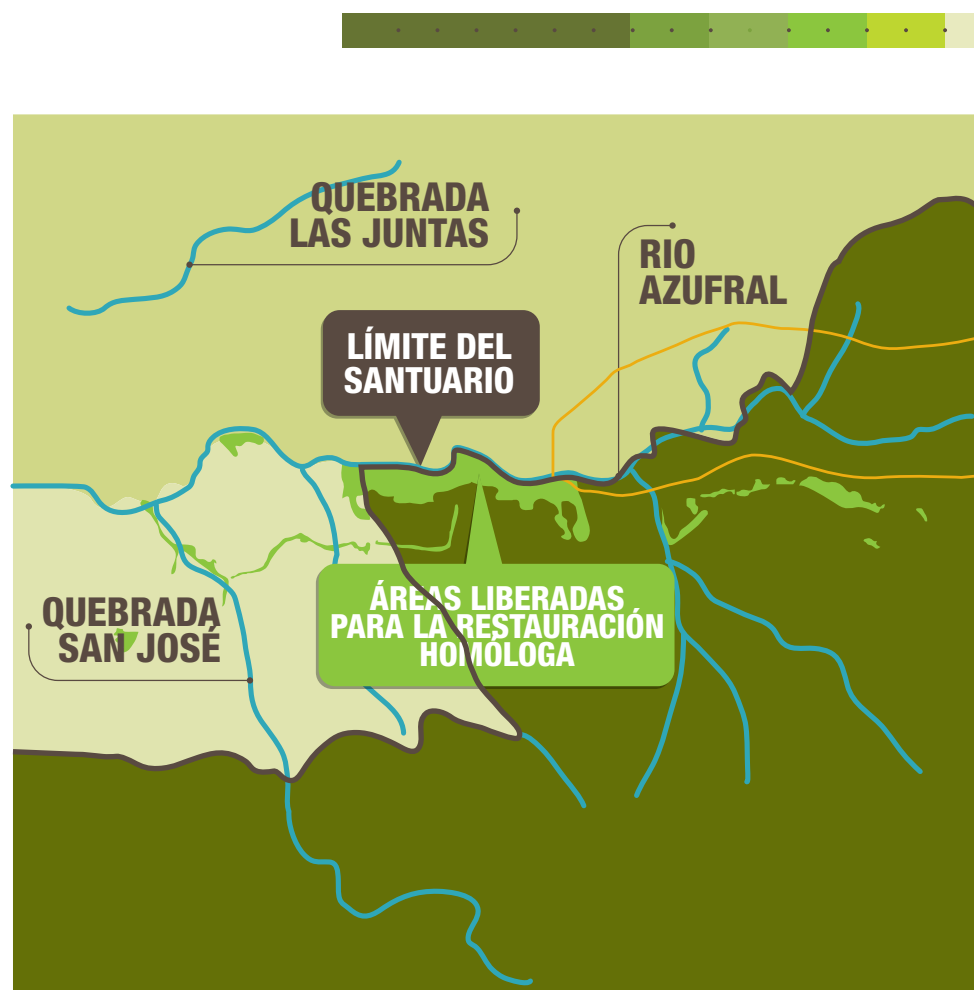 QUEBRADA
LAS JUNTAS
RIO
AZUFRAL
LÍMITE DEL
SANTUARIO
QUEBRADA
SAN JOSÉ
ÁREAS LIBERADAS
PARA LA RESTAURACIÓN
HOMÓLOGA